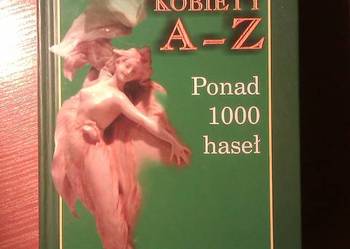 KOBIETY
A–Z
Ponad
1000
haseł